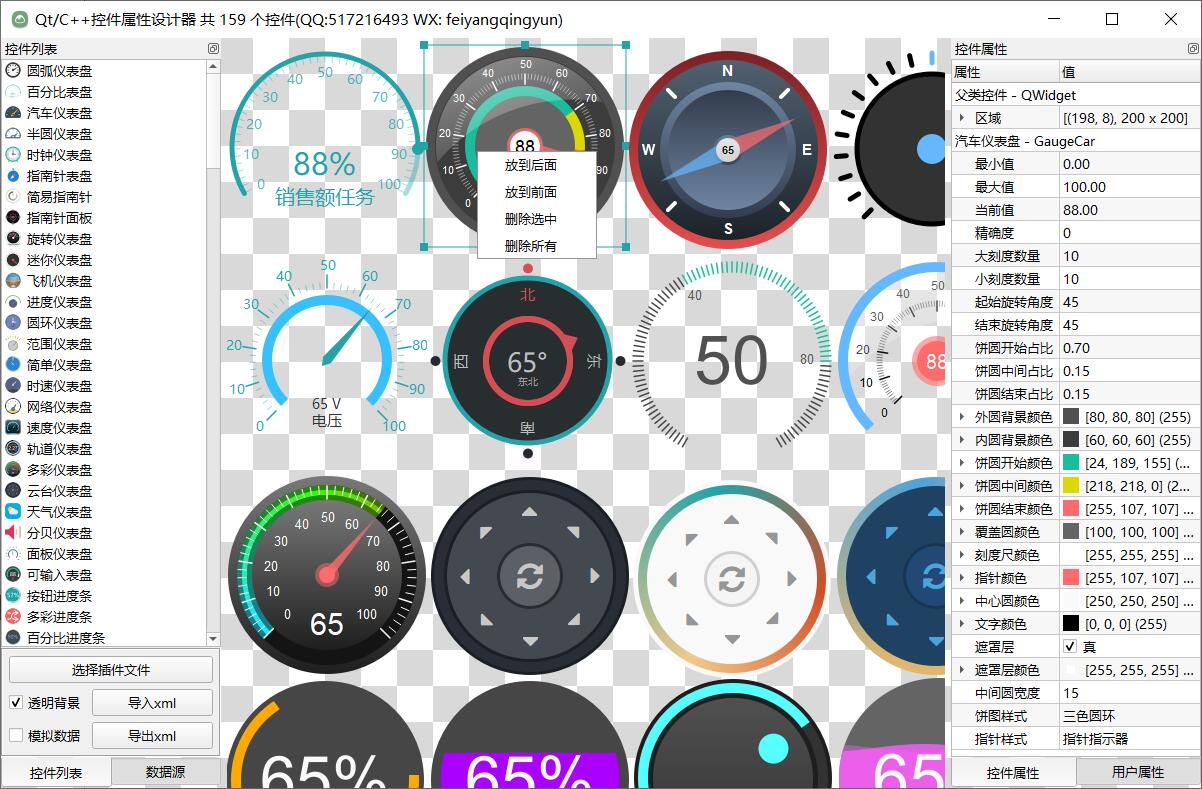 Qt/C++控件属性设计器 共 159 个控件(QQ:517216493 WX: feiyangqingyun)
控件列表
圆弧仪表盘
百分比表盘
汽车仪表盘
半圆仪表盘
时钟仪表盘
指南针表盘
简易指南针
指南针面板
旋转仪表盘
迷你仪表盘
飞机仪表盘
进度仪表盘
圆环仪表盘
范围仪表盘
简单仪表盘
时速仪表盘
网络仪表盘
速度仪表盘
轨道仪表盘
多彩仪表盘
云台仪表盘
天气仪表盘
分贝仪表盘
面板仪表盘
可输入表盘
按钮进度条
多彩进度条
百分比进度条
选择插件文件
透明背景
导入xml
模拟数据
导出xml
控件列表
数据源
0
10
20
30
40
50
60
70
80
90
100
88%
销售额任务
0
10
20
30
40
50
60
70
80
90
88
放到后面
放到前面
删除选中
删除所有
N
W
E
S
65
0
10
20
30
40
50
60
70
80
90
100
65 V
电压
北
西
东
南
65°
东北
40
80
50
0
10
20
30
40
50
88
0
10
20
30
40
50
60
70
80
90
100
65
65%
65%
65
控件属性
属性 值
父类控件 - QWidget
区域 [(198, 8), 200 x 200]
汽车仪表盘 - GaugeCar
最小值 0.00
最大值 100.00
当前值 88.00
精确度 0
大刻度数量 10
小刻度数量 10
起始旋转角度 45
结束旋转角度 45
饼圆开始占比 0.70
饼圆中间占比 0.15
饼圆结束占比 0.15
外圆背景颜色 [80, 80, 80] (255)
内圆背景颜色 [60, 60, 60] (255)
饼圆开始颜色 [24, 189, 155] (...
饼圆中间颜色 [218, 218, 0] (2...
饼圆结束颜色 [255, 107, 107] ...
覆盖圆颜色 [100, 100, 100] ...
刻度尺颜色 [255, 255, 255] ...
指针颜色 [255, 107, 107] ...
中心圆颜色 [250, 250, 250] ...
文字颜色 [0, 0, 0] (255)
遮罩层 真
遮罩层颜色 [255, 255, 255] ...
中间圆宽度 15
饼图样式 三色圆环
指针样式 指针指示器
控件属性
用户属性